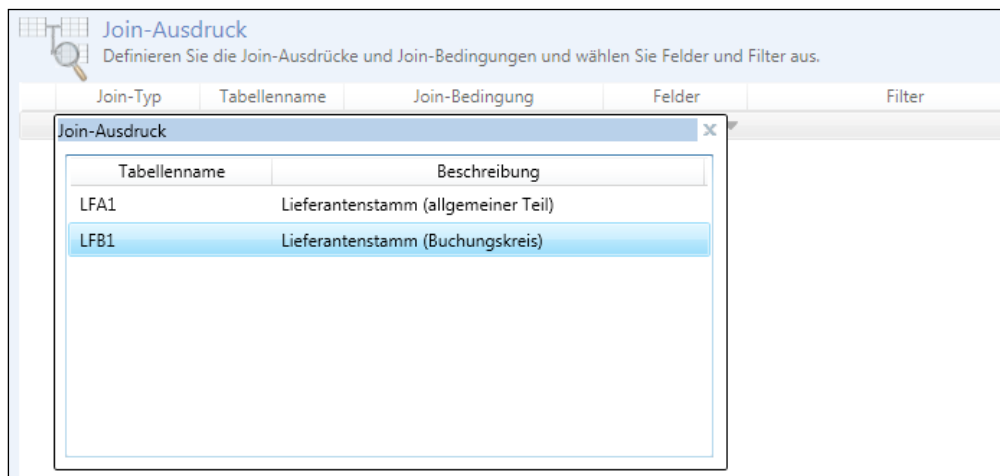 Join-Ausdruck
Definieren Sie die Join-Ausdrücke und Join-Bedingungen und wählen Sie Felder und Filter aus.
Join-Typ Tabellenname Join-Bedingung Felder Filter
Join-Ausdruck
Tabellenname Beschreibung
LFA1 Lieferantenstamm (allgemeiner Teil)
LFB1 Lieferantenstamm (Buchungskreis)